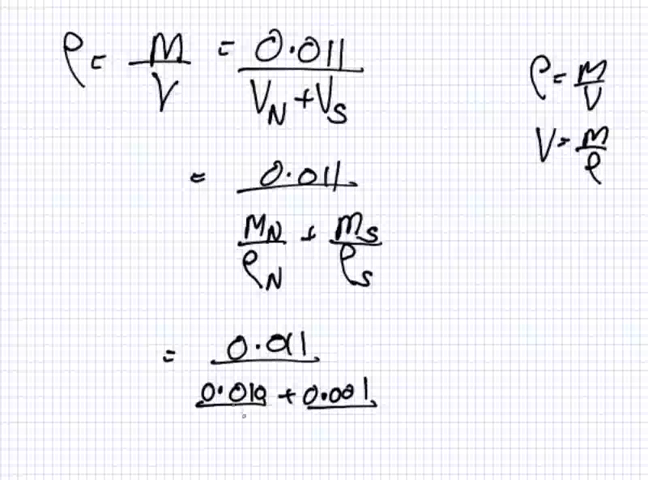 ρ = M/V = 0.011/(V_N + V_S)
= 0.011/(M_N/ρ_N + M_S/ρ_S)
= 0.011/(0.010 + 0.001)
ρ = M/V
V = M/ρ